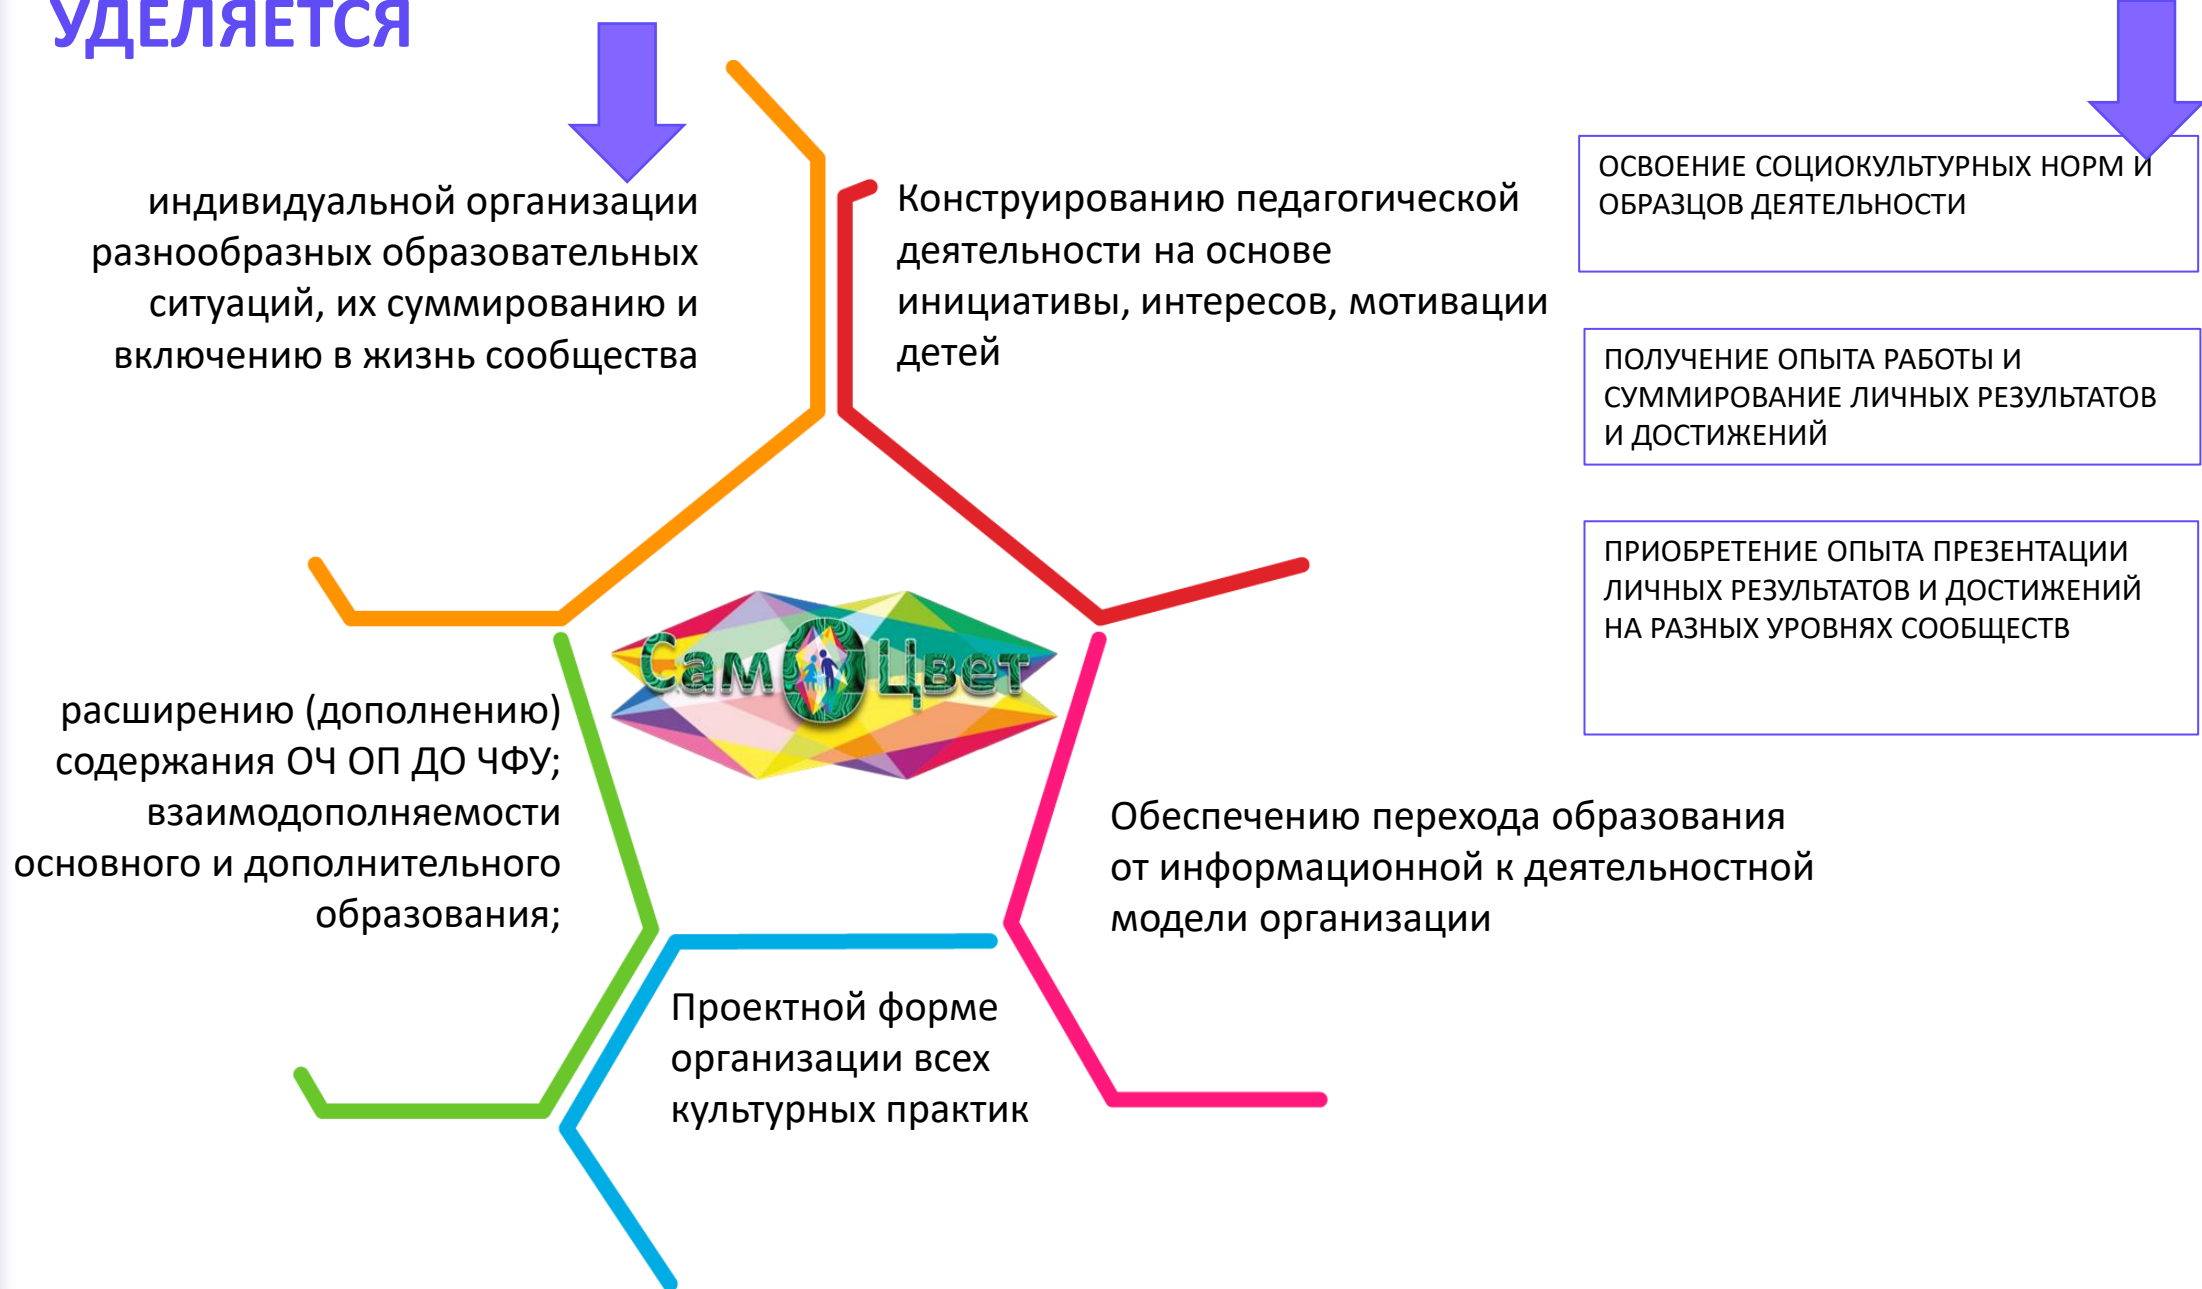 УДЕЛЯЕТСЯ
индивидуальной организации
разнообразных образовательных
ситуаций, их суммированию и
включению в жизнь сообщества
Конструированию педагогической
деятельности на основе
инициативы, интересов, мотивации
детей
ОСВОЕНИЕ СОЦИОКУЛЬТУРНЫХ НОРМ И
ОБРАЗЦОВ ДЕЯТЕЛЬНОСТИ
ПОЛУЧЕНИЕ ОПЫТА РАБОТЫ И
СУММИРОВАНИЕ ЛИЧНЫХ РЕЗУЛЬТАТОВ
И ДОСТИЖЕНИЙ
ПРИОБРЕТЕНИЕ ОПЫТА ПРЕЗЕНТАЦИИ
ЛИЧНЫХ РЕЗУЛЬТАТОВ И ДОСТИЖЕНИЙ
НА РАЗНЫХ УРОВНЯХ СООБЩЕСТВ
СамОЦвет
расширению (дополнению)
содержания ОЧ ОП ДО ЧФУ;
взаимодополняемости
основного и дополнительного
образования;
Обеспечению перехода образования
от информационной к деятельностной
модели организации
Проектной форме
организации всех
культурных практик